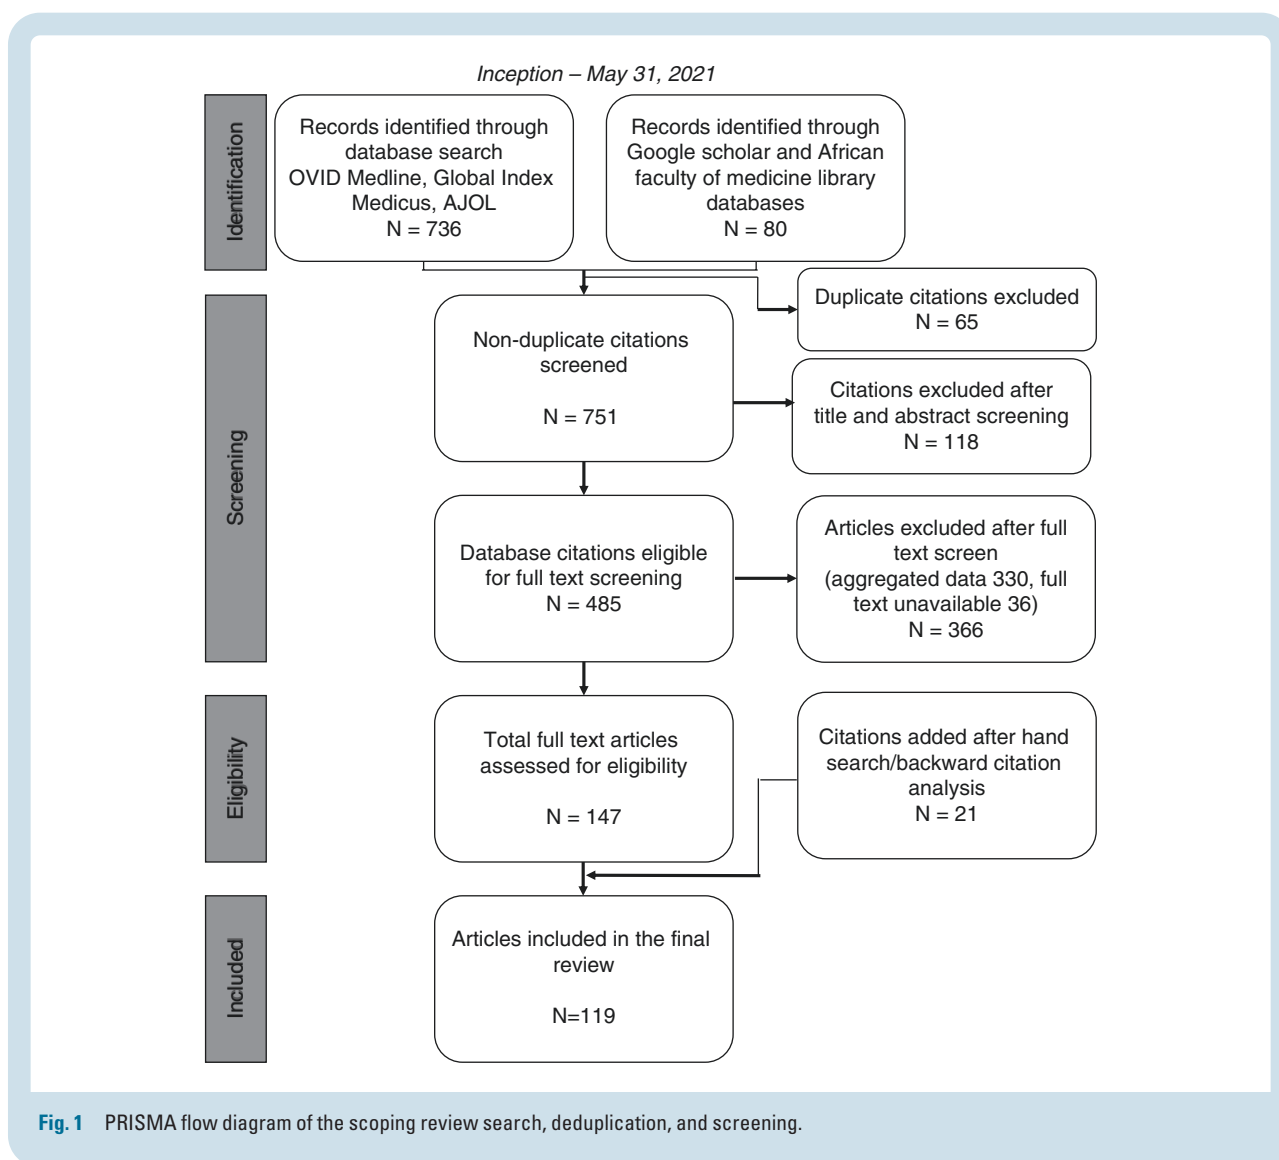 Inception – May 31, 2021
Identification
Records identified through
database search
OVID Medline, Global Index
Medicus, AJOL
N = 736
Records identified through
Google scholar and African
faculty of medicine library
databases
N = 80
Duplicate citations excluded
N = 65
Screening
Non-duplicate citations
screened
N = 751
Citations excluded after
title and abstract screening
N = 118
Database citations eligible
for full text screening
N = 485
Articles excluded after full
text screen
(aggregated data 330, full
text unavailable 36)
N = 366
Eligibility
Total full text articles
assessed for eligibility
N = 147
Citations added after hand
search/backward citation
analysis
N = 21
Included
Articles included in the final
review
N=119
Fig. 1 PRISMA flow diagram of the scoping review search, deduplication, and screening.